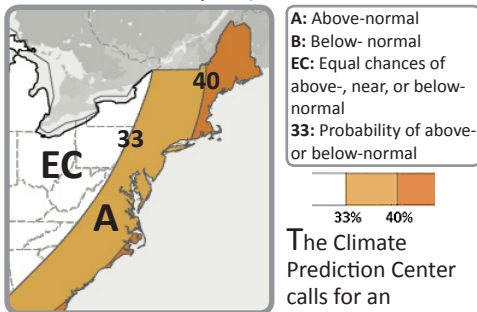 40
33
EC
A
A: Above-normal
B: Below- normal
EC: Equal chances of
above-, near, or below-
normal
33: Probability of above-
or below-normal
33% 40%
The Climate
Prediction Center
calls for an